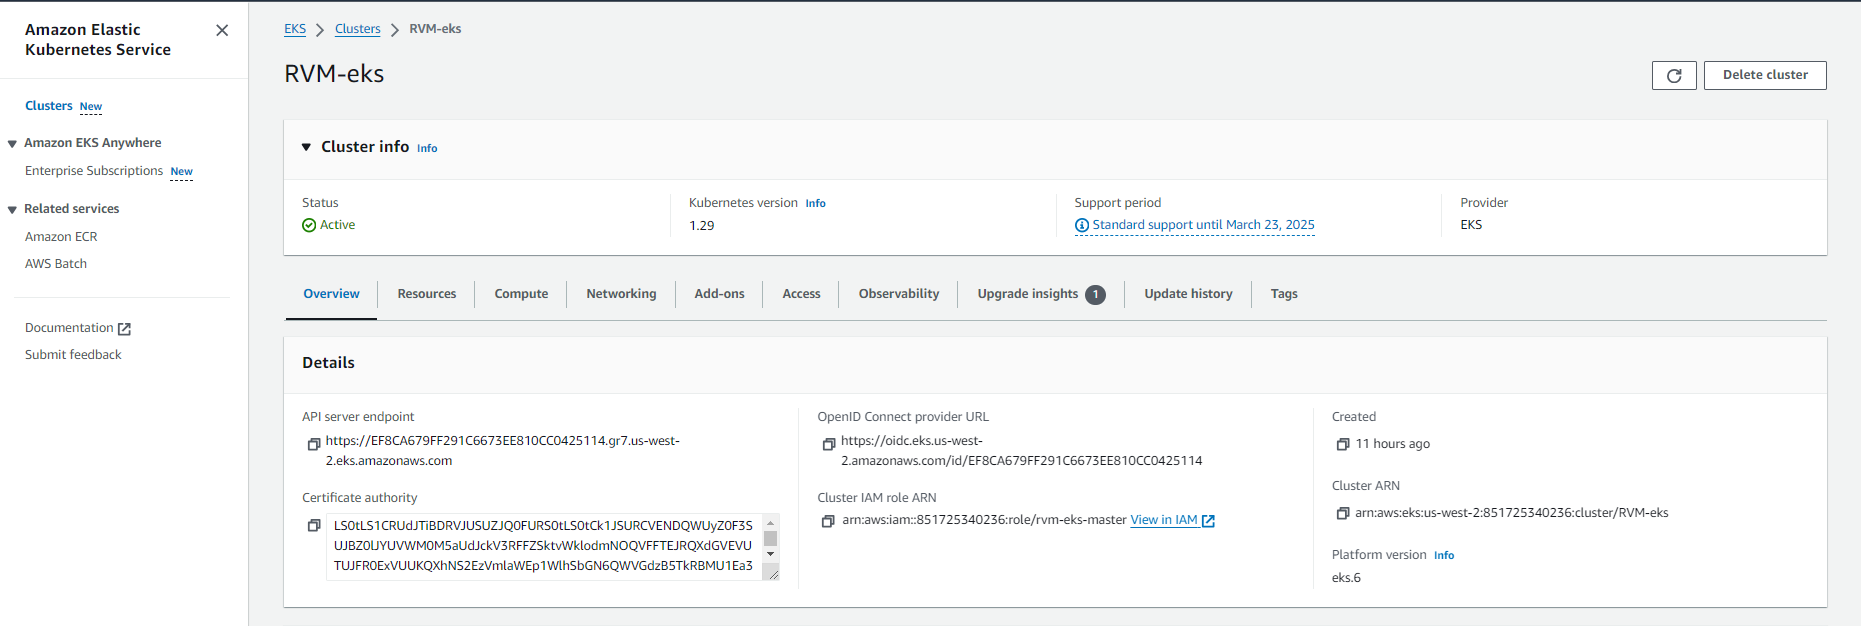 Amazon Elastic
Kubernetes Service
Clusters New
Amazon EKS Anywhere
Enterprise Subscriptions New
Related services
Amazon ECR
AWS Batch
Documentation
Submit feedback
EKS Clusters RVM-eks
RVM-eks
Delete cluster
Cluster info Info
Status
Active
Kubernetes version Info
1.29
Support period
Standard support until March 23, 2025
Provider
EKS
Overview Resources Compute Networking Add-ons Access Observability Upgrade insights 1 Update history Tags
Details
API server endpoint
https://EF8CA679FF291C6673EE810CC0425114.gr7.us-west-
2.eks.amazonaws.com
Certificate authority
LS0tLS1CRUdJTiBDRVJUSUZJQ0FURS0tLS0tCk1JSURCVENDQWUyZ0F3S
UJBZ0lJYUVWM0M5aUdJckV3RFFZSktvWklodmNOQVFFTEJRQXdGVEVU
TUJFR0ExVUUKQXhNS2EzVmlaWEp1WlhSbGN6QWVGdzB5TkRBMU1Ea3
OpenID Connect provider URL
https://oidc.eks.us-west-
2.amazonaws.com/id/EF8CA679FF291C6673EE810CC0425114
Cluster IAM role ARN
arn:aws:iam::851725340236:role/rvm-eks-master View in IAM
Created
11 hours ago
Cluster ARN
arn:aws:eks:us-west-2:851725340236:cluster/RVM-eks
Platform version Info
eks.6